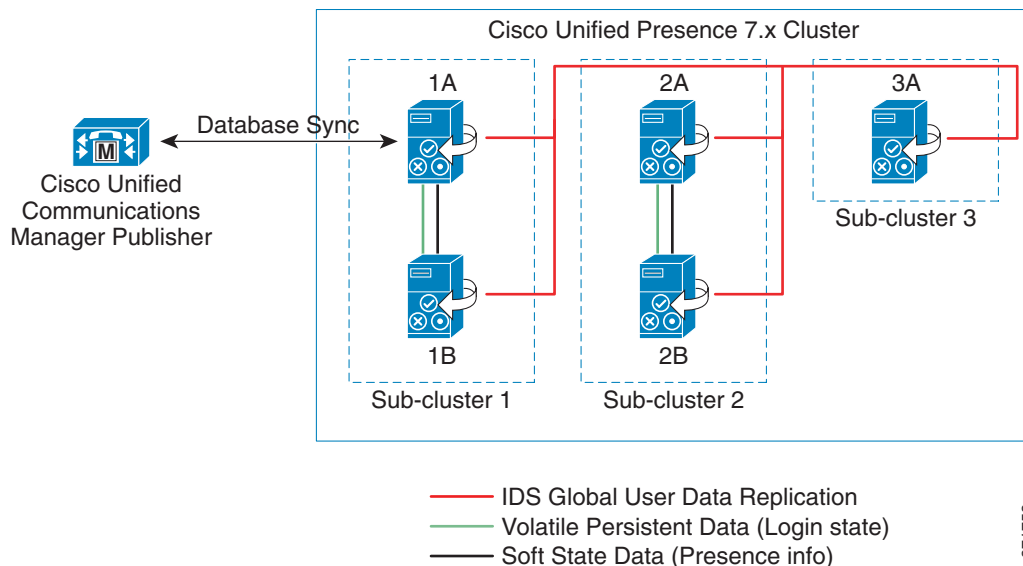 Cisco Unified Presence 7.x Cluster
1A
2A
3A
Database Sync
M
Cisco Unified
Communications
Manager Publisher
Sub-cluster 3
1B
2B
Sub-cluster 1
Sub-cluster 2
IDS Global User Data Replication
Volatile Persistent Data (Login state)
Soft State Data (Presence info)